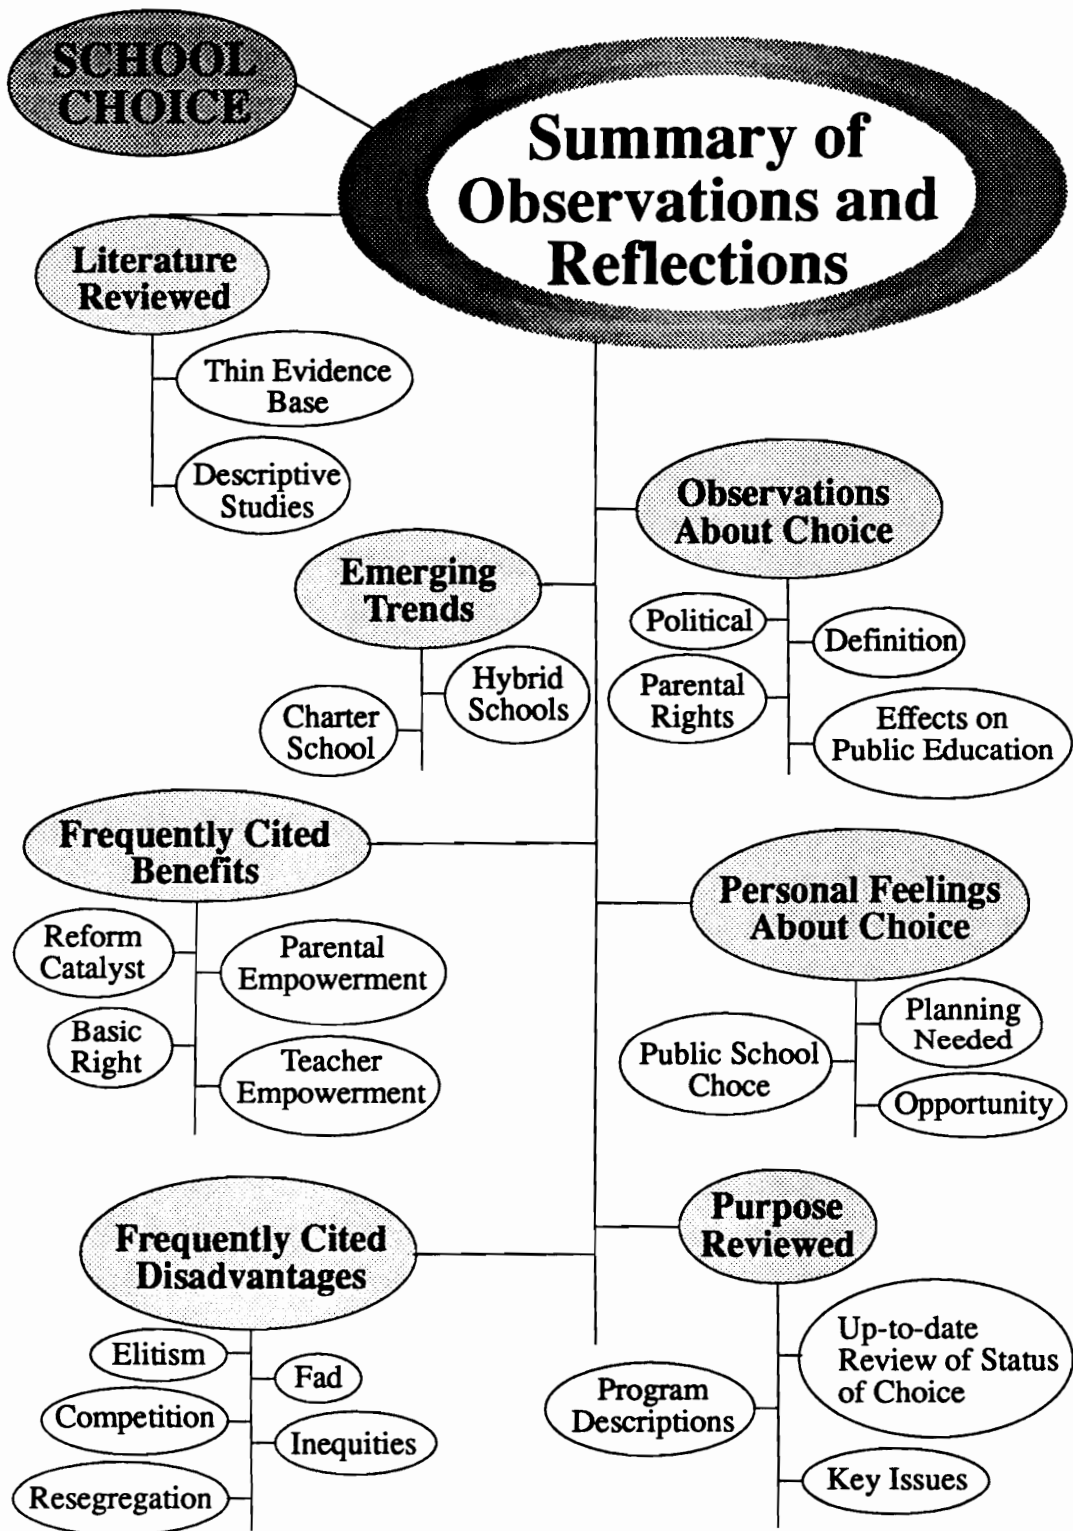 SCHOOL
CHOICE
Summary of
Observations and
Reflections
Literature
Reviewed
Thin Evidence
Base
Descriptive
Studies
Observations
About Choice
Political
Definition
Parental
Rights
Effects on
Public Education
Emerging
Trends
Hybrid
Schools
Charter
School
Frequently Cited
Benefits
Reform
Catalyst
Parental
Empowerment
Basic
Right
Teacher
Empowerment
Personal Feelings
About Choice
Planning
Needed
Public School
Choce
Opportunity
Frequently Cited
Disadvantages
Elitism
Fad
Competition
Inequities
Resegregation
Purpose
Reviewed
Up-to-date
Review of Status
of Choice
Program
Descriptions
Key Issues